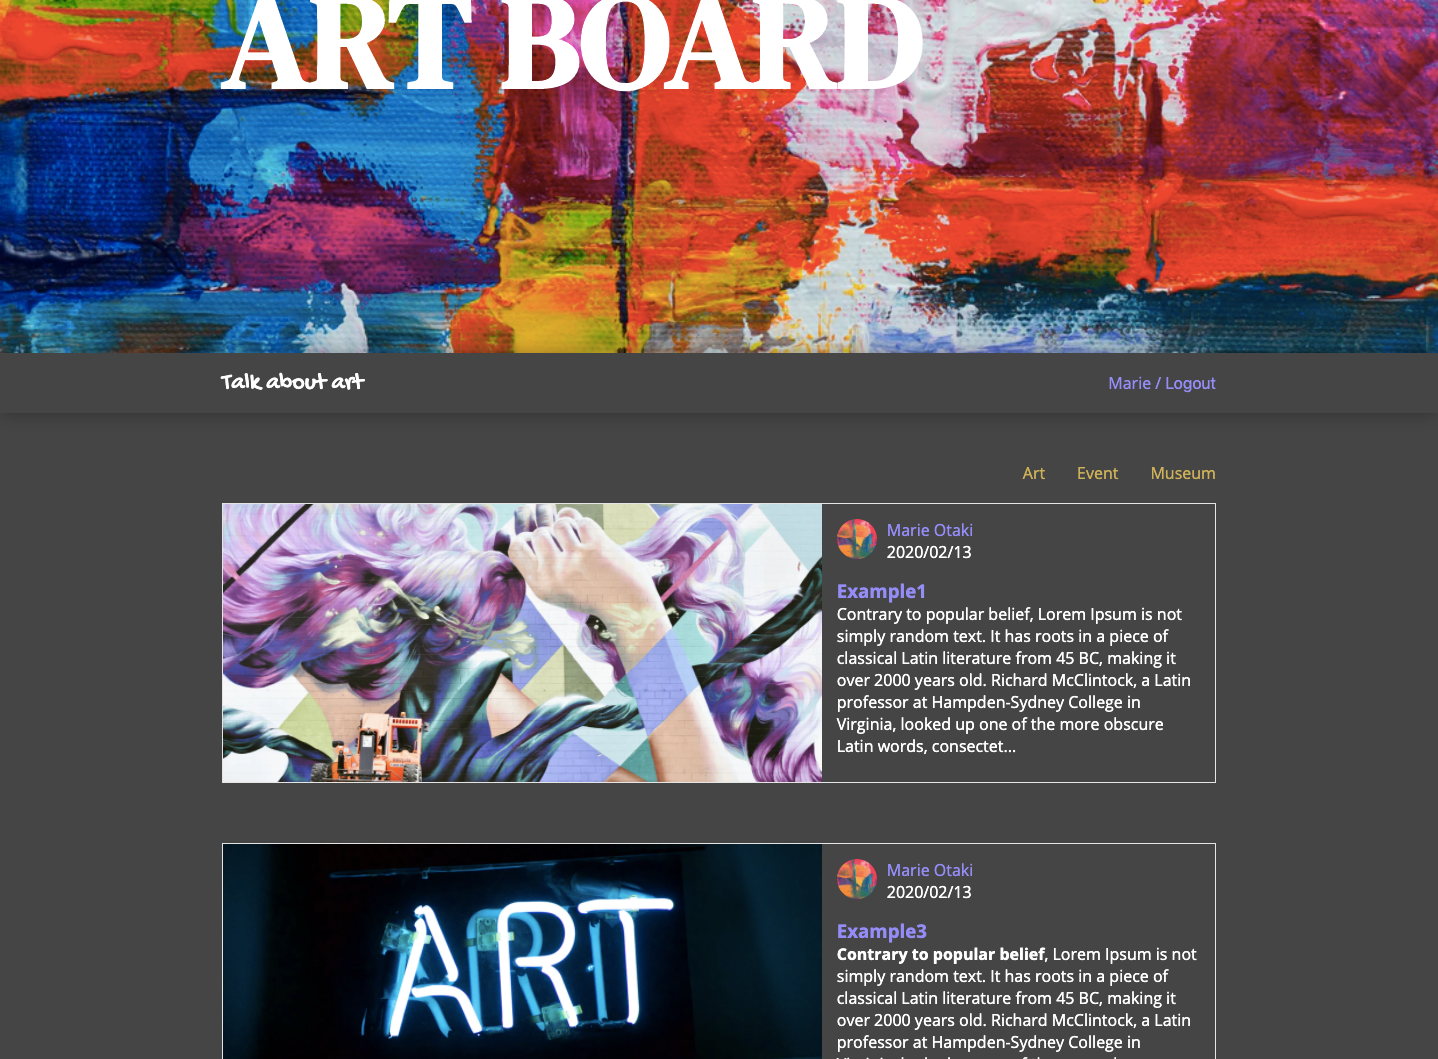 ART BOARD
Talk about art
Marie / Logout
Art Event Museum
Marie Otaki
2020/02/13
Example1
Contrary to popular belief, Lorem Ipsum is not
simply random text. It has roots in a piece of
classical Latin literature from 45 BC, making it
over 2000 years old. Richard McClintock, a Latin
professor at Hampden-Sydney College in
Virginia, looked up one of the more obscure
Latin words, consectet...
ART
Marie Otaki
2020/02/13
Example3
Contrary to popular belief, Lorem Ipsum is not
simply random text. It has roots in a piece of
classical Latin literature from 45 BC, making it
over 2000 years old. Richard McClintock, a Latin
professor at Hampden-Sydney College in